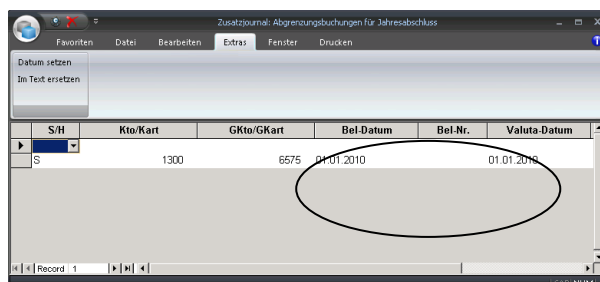 Zusatzjournal: Abgrenzungsbuchungen für Jahresabschluss
Favoriten Datei Bearbeiten Extras Fenster Drucken
Datum setzen
Im Text ersetzen
S/H Kto/Kart GKto/GKart Bel-Datum Bel-Nr. Valuta-Datum
S 1300 6575 01.01.2010 01.01.2010
Record 1
NUM